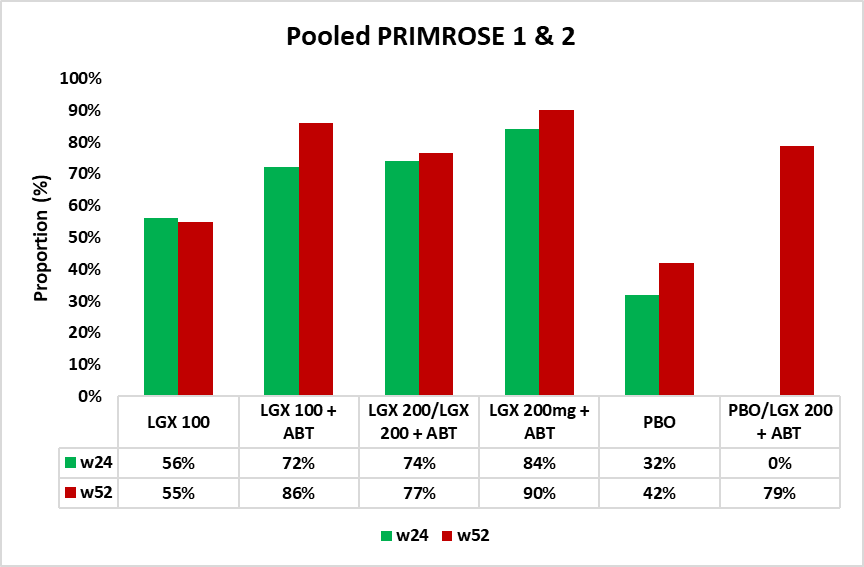 Pooled PRIMROSE 1 & 2
Proportion (%)
100%
90%
80%
70%
60%
50%
40%
30%
20%
10%
0%
LGX 100
LGX 100 +
ABT
LGX 200/LGX
200 + ABT
LGX 200mg +
ABT
PBO
PBO/LGX 200
+ ABT
w24 56% 72% 74% 84% 32% 0%
w52 55% 86% 77% 90% 42% 79%
w24 w52